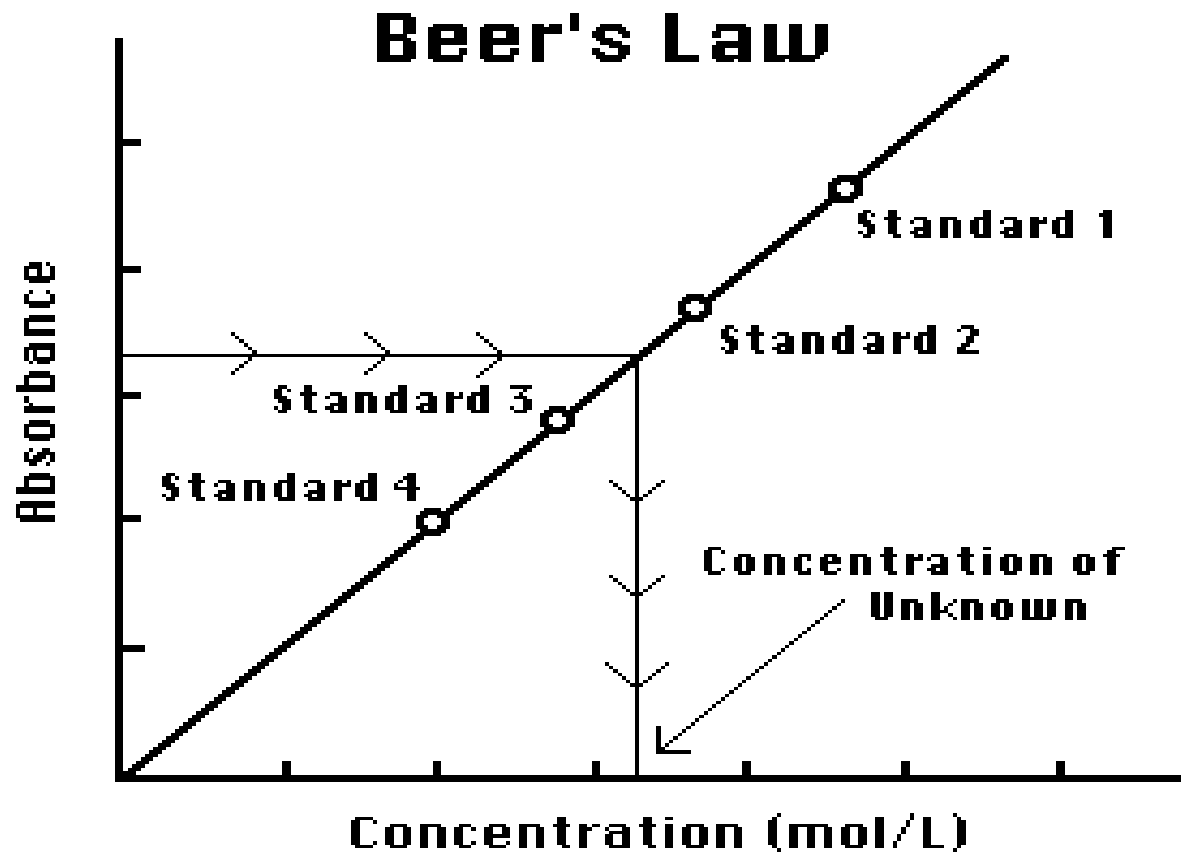 Beer's Law
Standard 1
Standard 2
Standard 3
Standard 4
Concentration of
Unknown
Absorbance
Concentration (mol/L)